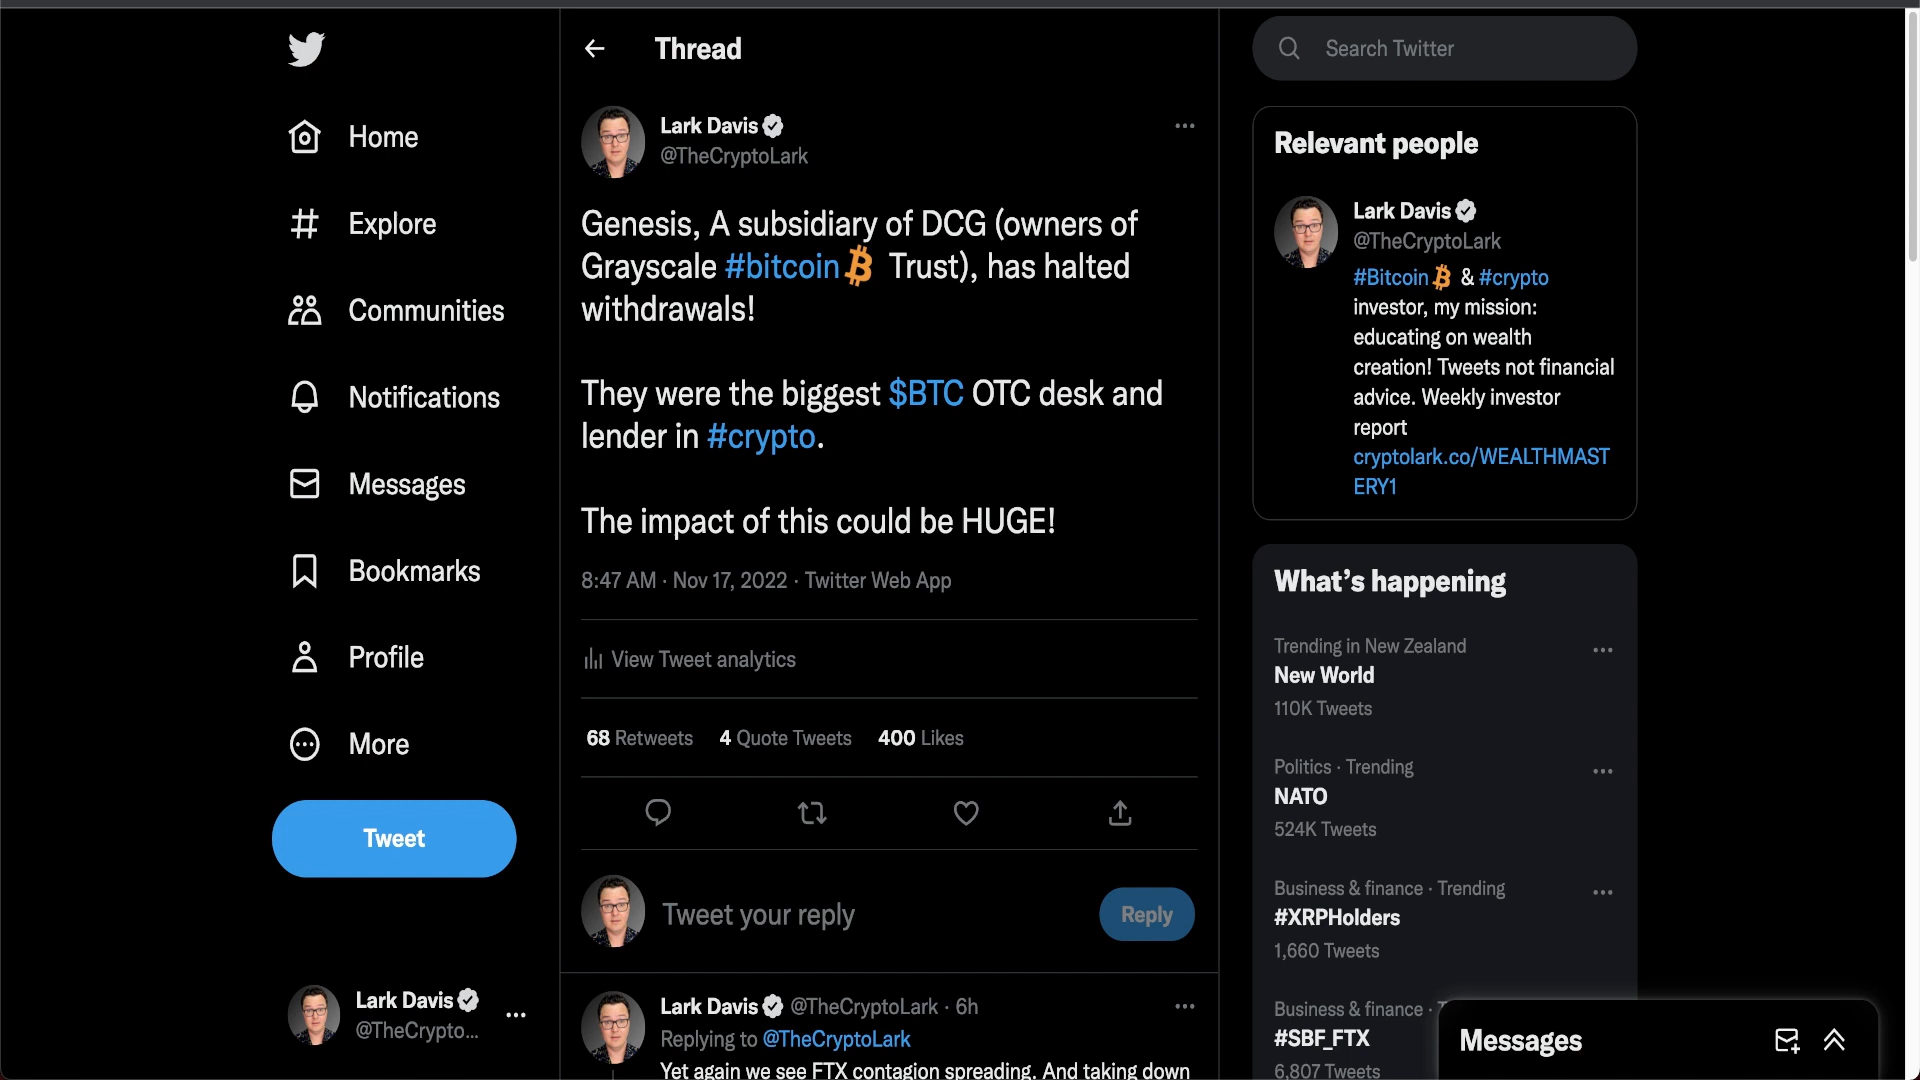 Home
Explore
Communities
Notifications
Messages
Bookmarks
Profile
More
Tweet
Lark Davis
@TheCrypto...
Thread
Lark Davis
@TheCryptoLark
Genesis, A subsidiary of DCG (owners of
Grayscale #bitcoin Trust), has halted
withdrawals!
They were the biggest $BTC OTC desk and
lender in #crypto.
The impact of this could be HUGE!
8:47 AM · Nov 17, 2022 · Twitter Web App
View Tweet analytics
68 Retweets 4 Quote Tweets 400 Likes
Tweet your reply
Reply
Lark Davis @TheCryptoLark · 6h
Replying to @TheCryptoLark
Yet again we see FTX contagion spreading. And taking down
Search Twitter
Relevant people
Lark Davis
@TheCryptoLark
#Bitcoin & #crypto
investor, my mission:
educating on wealth
creation! Tweets not financial
advice. Weekly investor
report
cryptolark.co/WEALTHMAST
ERY1
What's happening
Trending in New Zealand
New World
110K Tweets
Politics · Trending
NATO
524K Tweets
Business & finance · Trending
#XRPHolders
1,660 Tweets
Business & finance ·
#SBF_FTX
6,807 Tweets
Messages